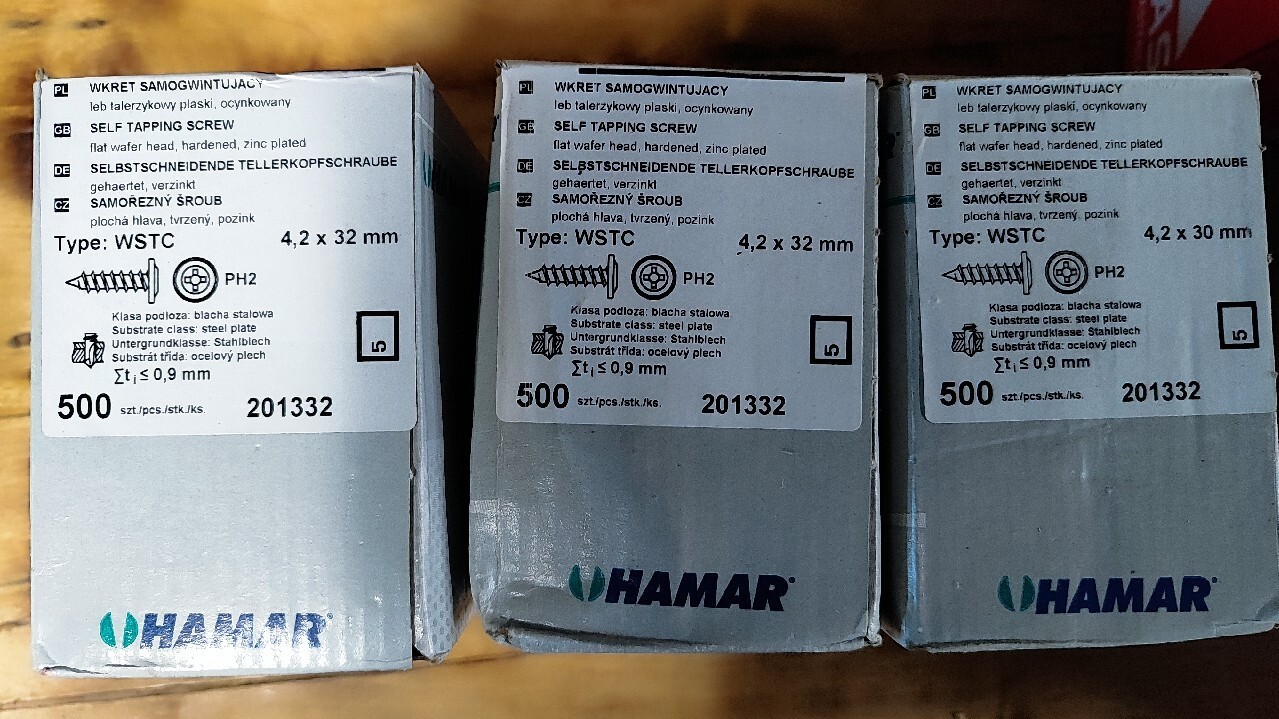 PL WKRET SAMOGWINTUJACY
leb talerzykowy plaski, ocynkowany
GB SELF TAPPING SCREW
flat wafer head, hardened, zinc plated
DE SELBSTSCHNEIDENDE TELLERKOPFSCHRAUBE
gehaertet, verzinkt
CZ SAMOŘEZNÝ ŠROUB
plochá hlava, tvrzený, pozink
Type: WSTC 4,2 x 32 mm
PH2
Klasa podloza: blacha stalowa
Substrate class: steel plate
Untergrundklasse: Stahlblech
Substrát třída: ocelový plech
∑ti ≤ 0,9 mm
5
500 szt./pcs./stk./ks. 201332
HAMAR
PL WKRET SAMOGWINTUJACY
leb talerzykowy plaski, ocynkowany
GB SELF TAPPING SCREW
flat wafer head, hardened, zinc plated
DE SELBSTSCHNEIDENDE TELLERKOPFSCHRAUBE
gehaertet, verzinkt
CZ SAMOŘEZNÝ ŠROUB
plochá hlava, tvrzený, pozink
Type: WSTC 4,2 x 32 mm
PH2
Klasa podloza: blacha stalowa
Substrate class: steel plate
Untergrundklasse: Stahlblech
Substrát třída: ocelový plech
∑ti ≤ 0,9 mm
5
500 szt./pcs./stk./ks. 201332
HAMAR
PL WKRET SAMOGWINTUJACY
leb talerzykowy plaski, ocynkowany
GB SELF TAPPING SCREW
flat wafer head, hardened, zinc plated
DE SELBSTSCHNEIDENDE TELLERKOPFSCHRAUBE
gehaertet, verzinkt
CZ SAMOŘEZNÝ ŠROUB
plochá hlava, tvrzený, pozink
Type: WSTC 4,2 x 30 mm
PH2
Klasa podloza: blacha stalowa
Substrate class: steel plate
Untergrundklasse: Stahlblech
Substrát třída: ocelový plech
∑ti ≤ 0,9 mm
5
500 szt./pcs./stk./ks. 201332
HAMAR